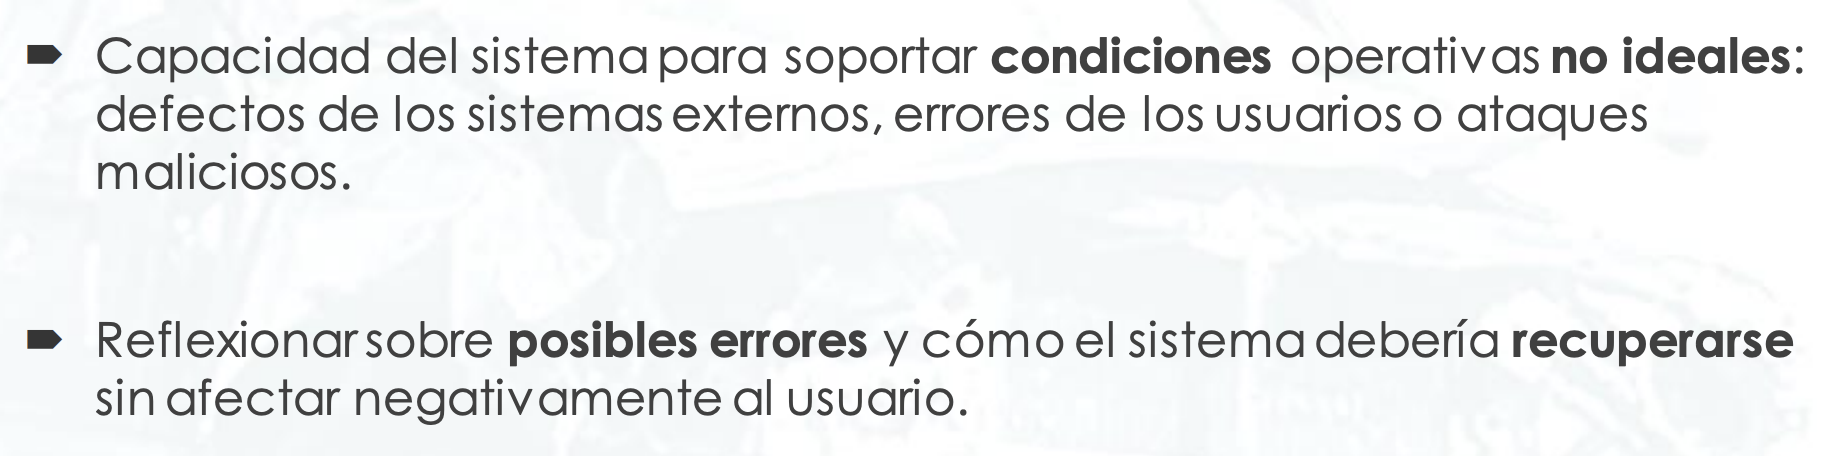 Capacidad del sistema para soportar condiciones operativas no ideales:
defectos de los sistemas externos, errores de los usuarios o ataques
maliciosos.
Reflexionar sobre posibles errores y cómo el sistema debería recuperarse
sin afectar negativamente al usuario.